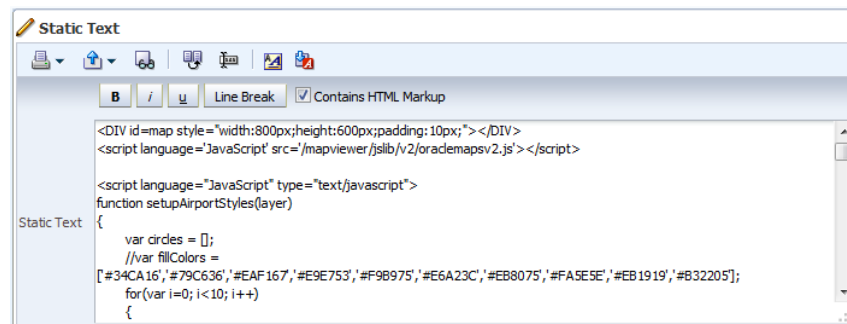 Static Text
B i u Line Break Contains HTML Markup
<DIV id=map style="width:800px;height:600px;padding:10px;"></DIV>
<script language='JavaScript' src='/mapviewer/jslib/v2/oraclemapsv2.js'></script>
<script language="JavaScript" type="text/javascript">
function setupAirportStyles(layer)
Static Text
{
var circles = [];
//var fillColors =
['#34CA16','#79C636','#EAF167','#E9E753','#F9B975','#E6A23C','#EB8075','#FA5E5E','#EB1919','#B32205'];
for(var i=0; i<10; i++)
{